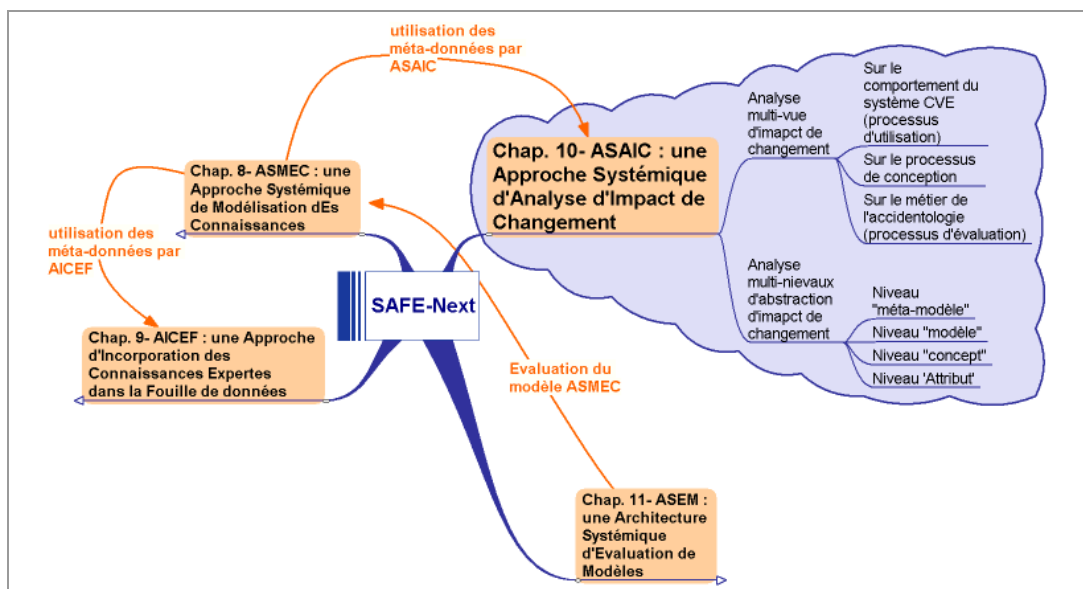 utilisation des
méta-données par
ASAIC
Chap. 8- ASMEC : une
Approche Systémique
de Modélisation dEs
Connaissances
utilisation des
méta-données par
AICEF
Chap. 9- AICEF : une Approche
d'Incorporation des
Connaissances Expertes
dans la Fouille de données
SAFE-Next
Evaluation du
modèle ASMEC
Chap. 11- ASEM :
une Architecture
Systémique
d'Evaluation de
Modèles
Chap. 10- ASAIC : une
Approche Systémique
d'Analyse d'Impact de
Changement
Analyse
multi-vue
d'imapct de
changement
Sur le
comportement du
système CVE
(processus
d'utilisation)
Sur le processus
de conception
Sur le métier de
l'accidentologie
(processus d'évaluation)
Analyse
multi-nievaux
d'abstraction
d'imapct de
changement
Niveau
"méta-modèle"
Niveau "modèle"
Niveau "concept"
Niveau 'Attribut'